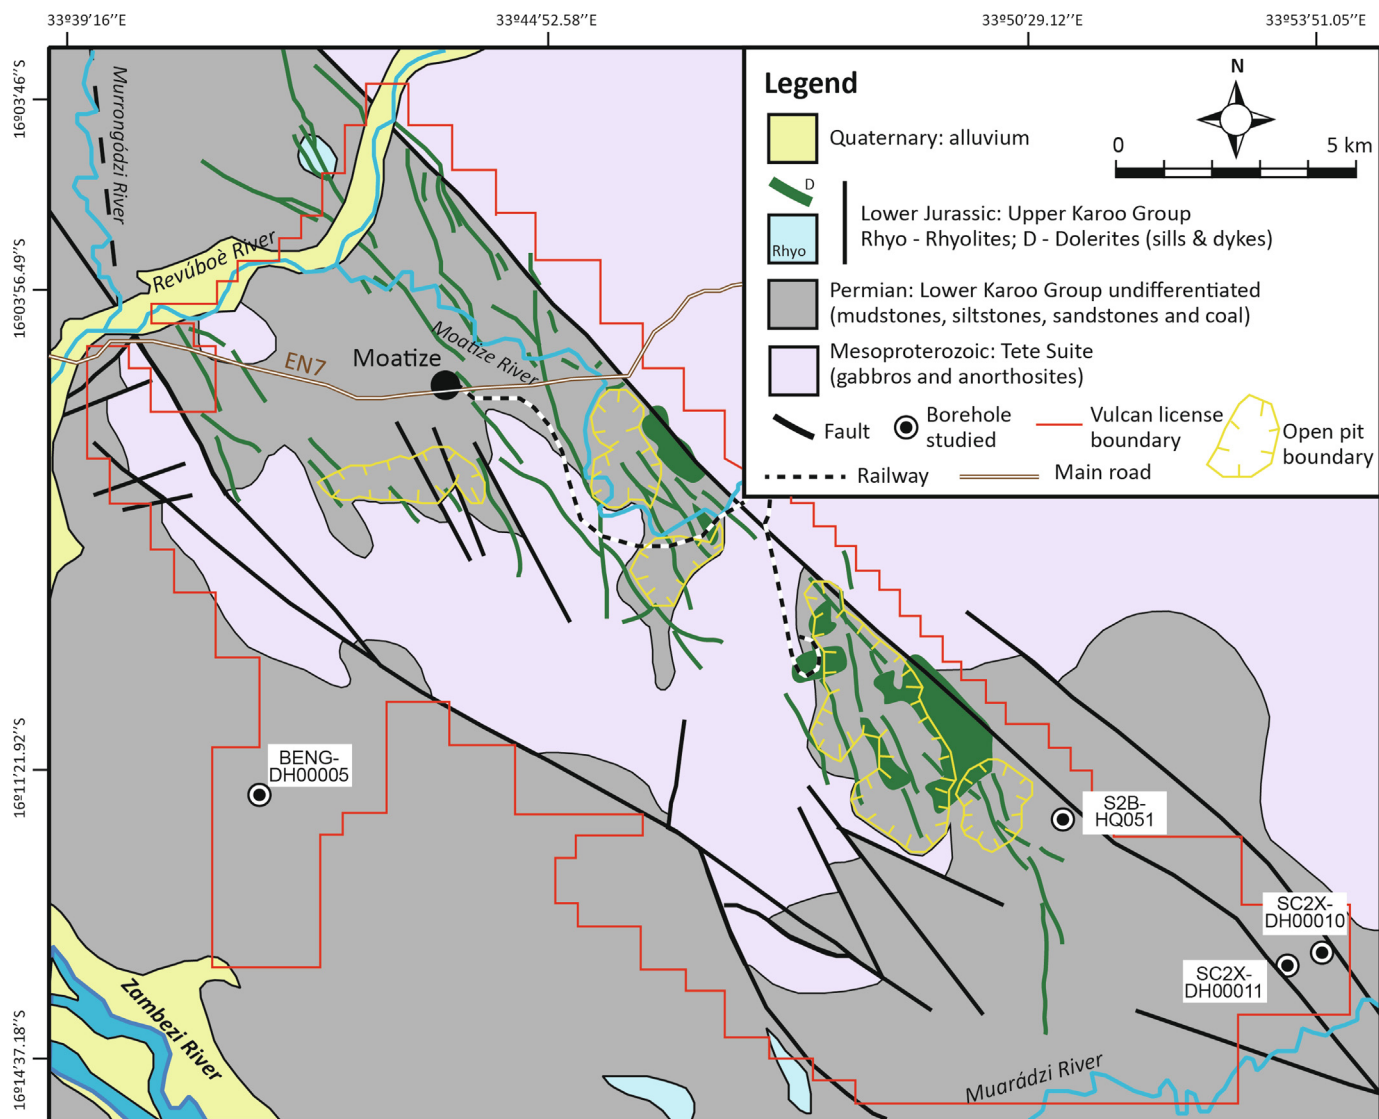 33º39'16''E
33º44'52.58''E
33º50'29.12''E
33º53'51.05''E
16º03'46''S
16º03'56.49''S
16º11'21.92''S
16º14'37.18''S
Murrongódzi River
Revúboè River
Moatize River
EN7
Moatize
Legend
N
0
5 km
Quaternary: alluvium
D
Rhyo
Lower Jurassic: Upper Karoo Group
Rhyo - Rhyolites; D - Dolerites (sills & dykes)
Permian: Lower Karoo Group undifferentiated
(mudstones, siltstones, sandstones and coal)
Mesoproterozoic: Tete Suite
(gabbros and anorthosites)
Fault
Borehole
studied
Vulcan license
boundary
Open pit
boundary
Railway
Main road
BENG-
DH00005
S2B-
HQ051
SC2X-
DH00010
SC2X-
DH00011
Zambezi River
Muarádzi River